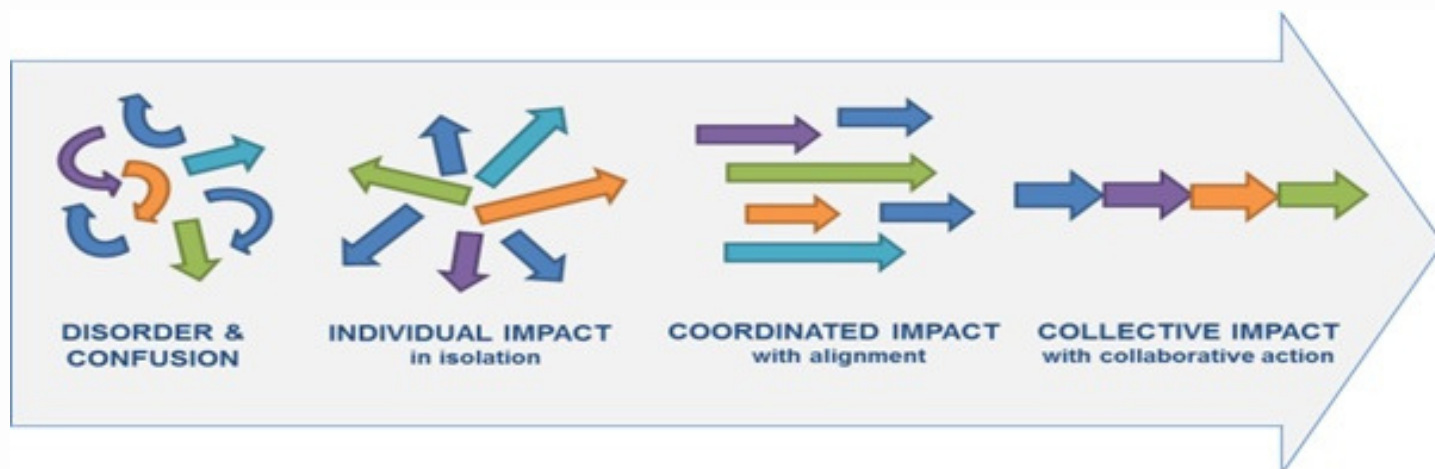 DISORDER &
CONFUSION
INDIVIDUAL IMPACT
in isolation
COORDINATED IMPACT
with alignment
COLLECTIVE IMPACT
with collaborative action